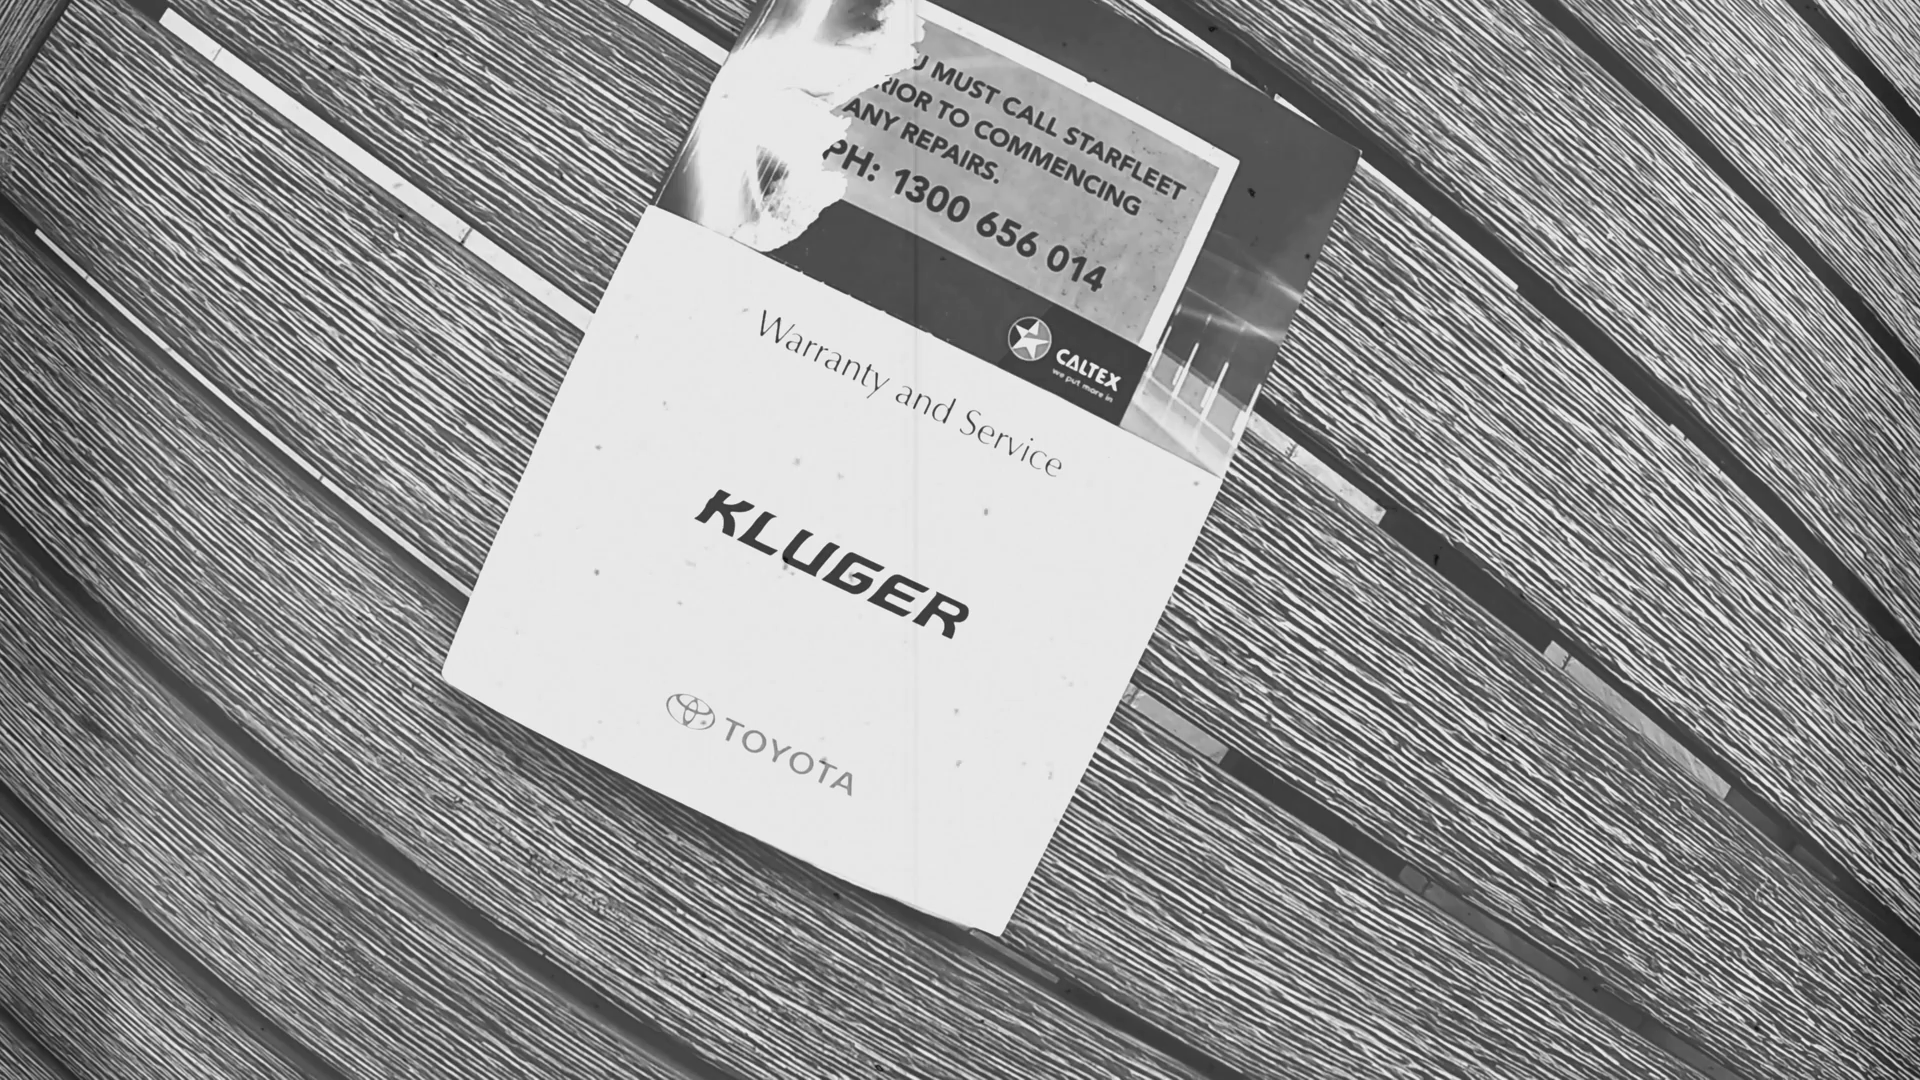 MUST CALL STARFLEET
TO COMMENCING
ANY REPAIRS.
PH: 1300 656 014
CALTEX
we put more in
Warranty and Service
KLUGER
TOYOTA